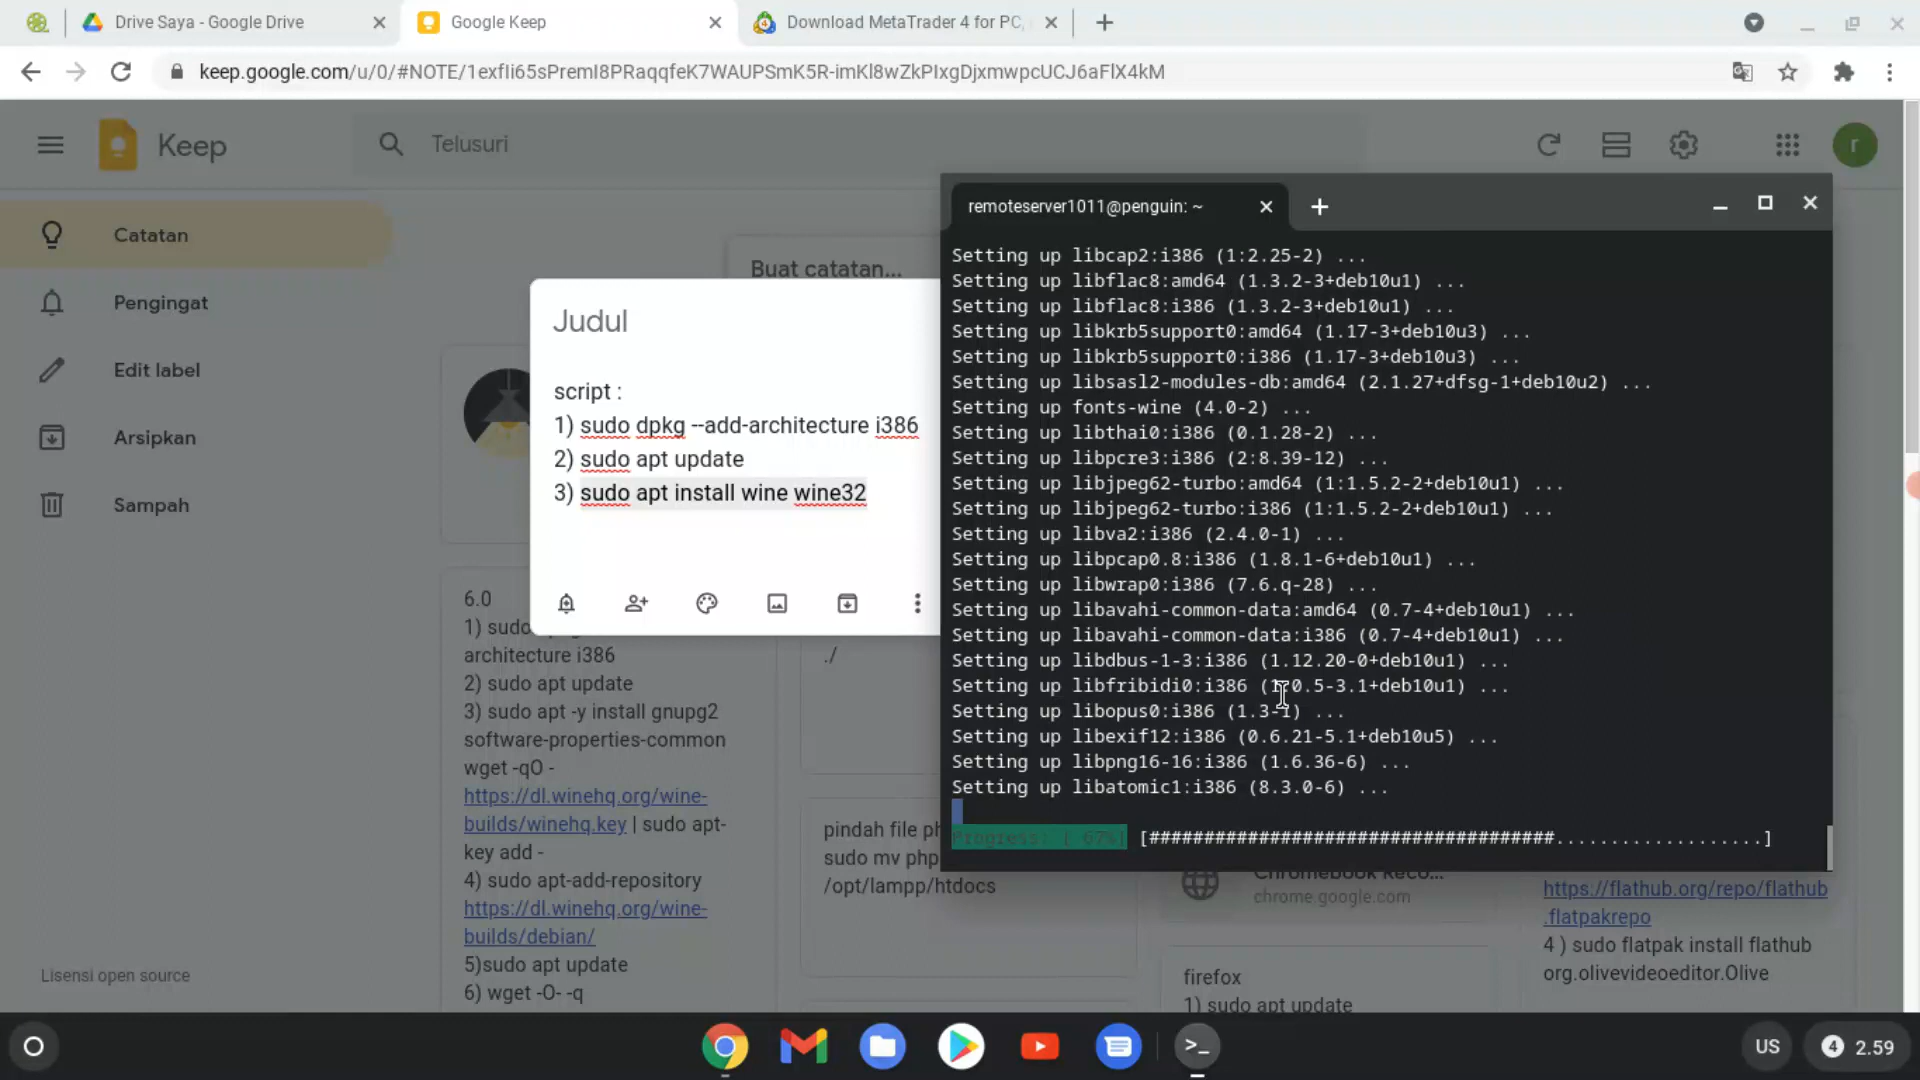 Drive Saya - Google Drive
Google Keep
Download MetaTrader 4 for PC,
keep.google.com/u/0/#NOTE/1exfIi65sPremI8PRaqqfeK7WAUPSmK5R-imKl8wZkPIxgDjxmwpcUCJ6aFlX4kM
Keep
Telusuri
r
Catatan
Pengingat
Edit label
Arsipkan
Sampah
Lisensi open source
Buat catatan...
Judul
script :
1) sudo dpkg --add-architecture i386
2) sudo apt update
3) sudo apt install wine wine32
6.0
1) sudo
architecture i386
2) sudo apt update
3) sudo apt -y install gnupg2
software-properties-common
wget -qO -
https://dl.winehq.org/wine-
builds/winehq.key | sudo apt-
key add -
4) sudo apt-add-repository
https://dl.winehq.org/wine-
builds/debian/
5)sudo apt update
6) wget -O- -q
./
pindah file ph
sudo mv php
/opt/lampp/htdocs
remoteserver1011@penguin: ~
Setting up libcap2:i386 (1:2.25-2) ...
Setting up libflac8:amd64 (1.3.2-3+deb10u1) ...
Setting up libflac8:i386 (1.3.2-3+deb10u1) ...
Setting up libkrb5support0:amd64 (1.17-3+deb10u3) ...
Setting up libkrb5support0:i386 (1.17-3+deb10u3) ...
Setting up libsasl2-modules-db:amd64 (2.1.27+dfsg-1+deb10u2) ...
Setting up fonts-wine (4.0-2) ...
Setting up libthai0:i386 (0.1.28-2) ...
Setting up libpcre3:i386 (2:8.39-12) ...
Setting up libjpeg62-turbo:amd64 (1:1.5.2-2+deb10u1) ...
Setting up libjpeg62-turbo:i386 (1:1.5.2-2+deb10u1) ...
Setting up libva2:i386 (2.4.0-1) ...
Setting up libpcap0.8:i386 (1.8.1-6+deb10u1) ...
Setting up libwrap0:i386 (7.6.q-28) ...
Setting up libavahi-common-data:amd64 (0.7-4+deb10u1) ...
Setting up libavahi-common-data:i386 (0.7-4+deb10u1) ...
Setting up libdbus-1-3:i386 (1.12.20-0+deb10u1) ...
Setting up libfribidi0:i386 (1.0.5-3.1+deb10u1) ...
Setting up libopus0:i386 (1.3-1) ...
Setting up libexif12:i386 (0.6.21-5.1+deb10u5) ...
Setting up libpng16-16:i386 (1.6.36-6) ...
Setting up libatomic1:i386 (8.3.0-6) ...
Progress: [ 67%] [###################################..................]
Chromebook Reco...
chrome.google.com
firefox
1) sudo apt update
https://flathub.org/repo/flathub
.flatpakrepo
4 ) sudo flatpak install flathub
org.olivevideoeditor.Olive
US
4
2.59